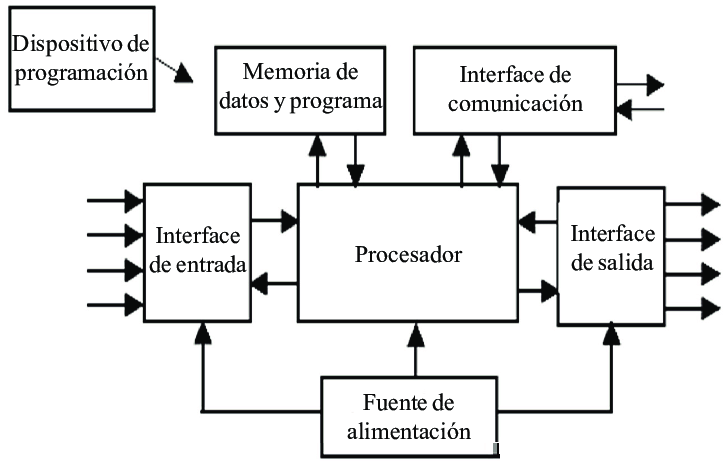 Dispositivo de
programación
Memoria de
datos y programa
Interface de
comunicación
Interface
de entrada
Procesador
Interface
de salida
Fuente de
alimentación